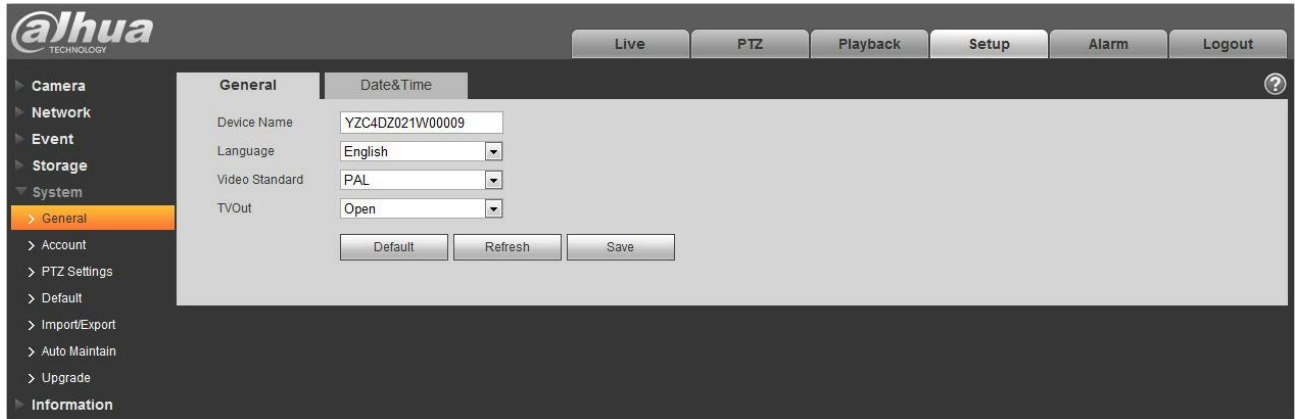 alhua
TECHNOLOGY
Live PTZ Playback Setup Alarm Logout
Camera
Network
Event
Storage
System
General
Account
PTZ Settings
Default
Import/Export
Auto Maintain
Upgrade
Information
General Date&Time
?
Device Name YZC4DZ021W00009
Language English
Video Standard PAL
TVOut Open
Default Refresh Save